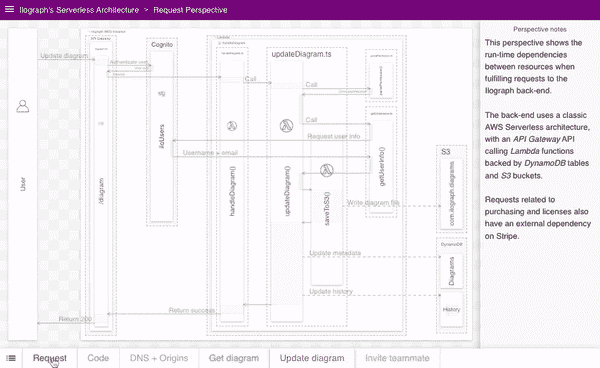 Ilograph's Serverless Architecture > Request Perspective
Perspective notes
This perspective shows the
run-time dependencies
between resources when
fulfilling requests to the
Ilograph back-end.
The back-end uses a classic
AWS Serverless architecture,
with an API Gateway API
calling Lambda functions
backed by DynamoDB tables
and S3 buckets.
Requests related to
purchasing and licenses also
have an external dependency
on Stripe.
API Gateway
Lambda
Cognito
updateDiagram.ts
Update diagram
Authenticate user
Call
Call
Call
Request user info
Username + email
User
/diagram
iloUsers
handleDiagram()
updateDiagram()
saveToS3()
getUserInfo()
S3
com.ilograph.diagrams
Write diagram file
DynamoDB
Diagrams
History
Update metadata
Update history
Return success
Return 200
Request
Code
DNS + Origins
Get diagram
Update diagram
Invite teammate